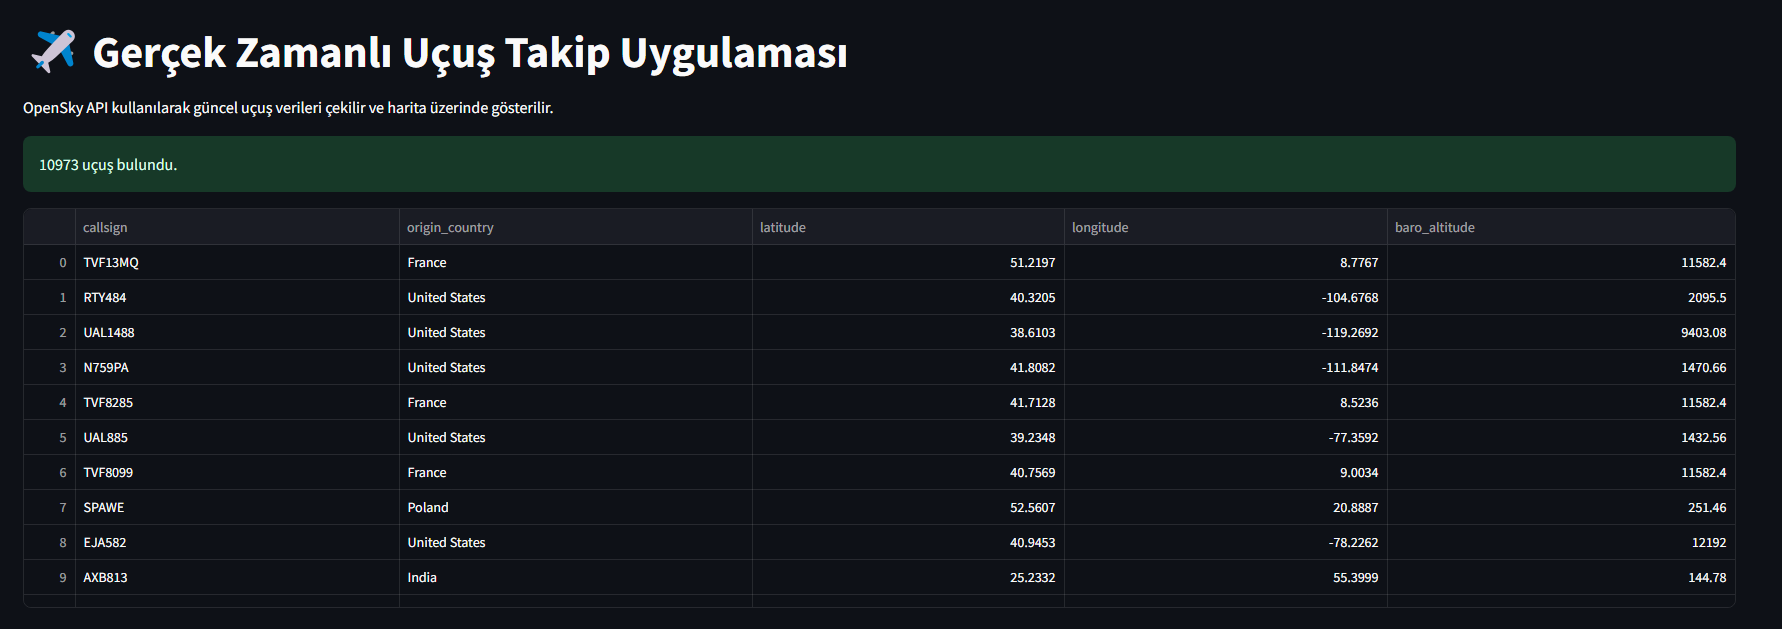 Gerçek Zamanlı Uçuş Takip Uygulaması
OpenSky API kullanılarak güncel uçuş verileri çekilir ve harita üzerinde gösterilir.
10973 uçuş bulundu.
callsign origin_country latitude longitude baro_altitude
0 TVF13MQ France 51.2197 8.7767 11582.4
1 RTY484 United States 40.3205 -104.6768 2095.5
2 UAL1488 United States 38.6103 -119.2692 9403.08
3 N759PA United States 41.8082 -111.8474 1470.66
4 TVF8285 France 41.7128 8.5236 11582.4
5 UAL885 United States 39.2348 -77.3592 1432.56
6 TVF8099 France 40.7569 9.0034 11582.4
7 SPAWE Poland 52.5607 20.8887 251.46
8 EJA582 United States 40.9453 -78.2262 12192
9 AXB813 India 25.2332 55.3999 144.78